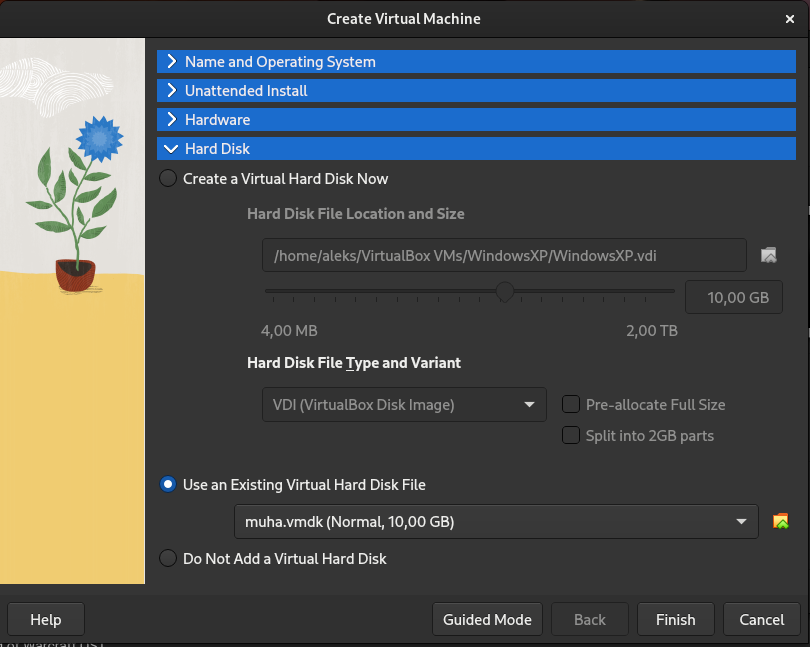 Create Virtual Machine
Name and Operating System
Unattended Install
Hardware
Hard Disk
Create a Virtual Hard Disk Now
Hard Disk File Location and Size
/home/aleks/VirtualBox VMs/WindowsXP/WindowsXP.vdi
10,00 GB
4,00 MB 2,00 TB
Hard Disk File Type and Variant
VDI (VirtualBox Disk Image) Pre-allocate Full Size
Split into 2GB parts
Use an Existing Virtual Hard Disk File
muha.vmdk (Normal, 10,00 GB)
Do Not Add a Virtual Hard Disk
Help Guided Mode Back Finish Cancel